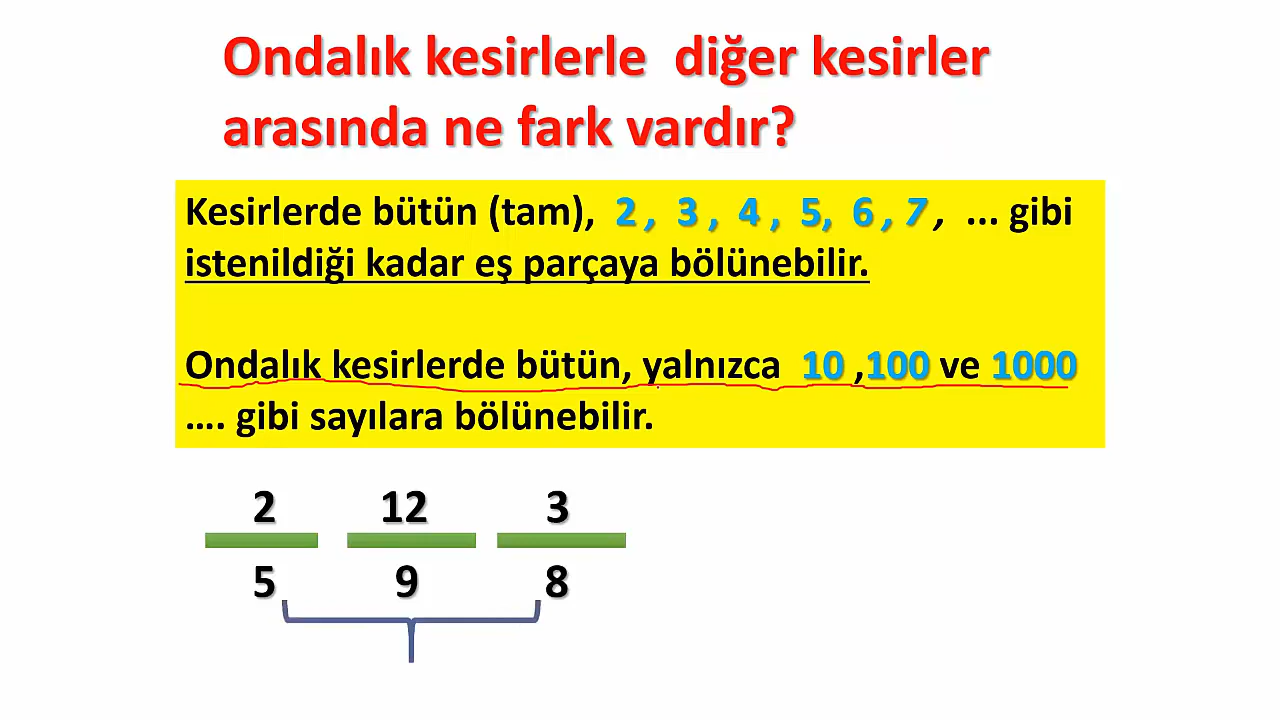 Ondalık kesirlerle diğer kesirler
arasında ne fark vardır?
Kesirlerde bütün (tam), 2 , 3 , 4 , 5, 6 , 7 , ... gibi
istenildiği kadar eş parçaya bölünebilir.
Ondalık kesirlerde bütün, yalnızca 10 ,100 ve 1000
.... gibi sayılara bölünebilir.
2 12 3
5 9 8